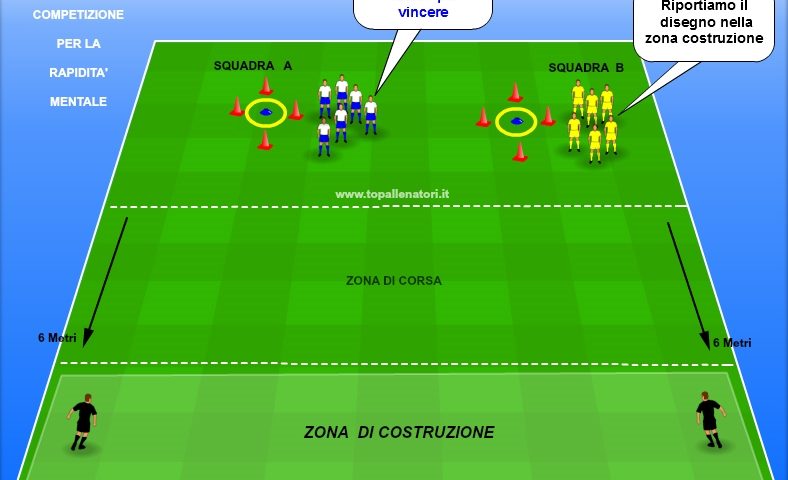 COMPETIZIONE
PER LA
RAPIDITA'
MENTALE
vincere
Riportiamo il
disegno nella
zona costruzione
SQUADRA A
SQUADRA B
www.topallenatori.it
ZONA DI CORSA
6 Metri
6 Metri
ZONA DI COSTRUZIONE